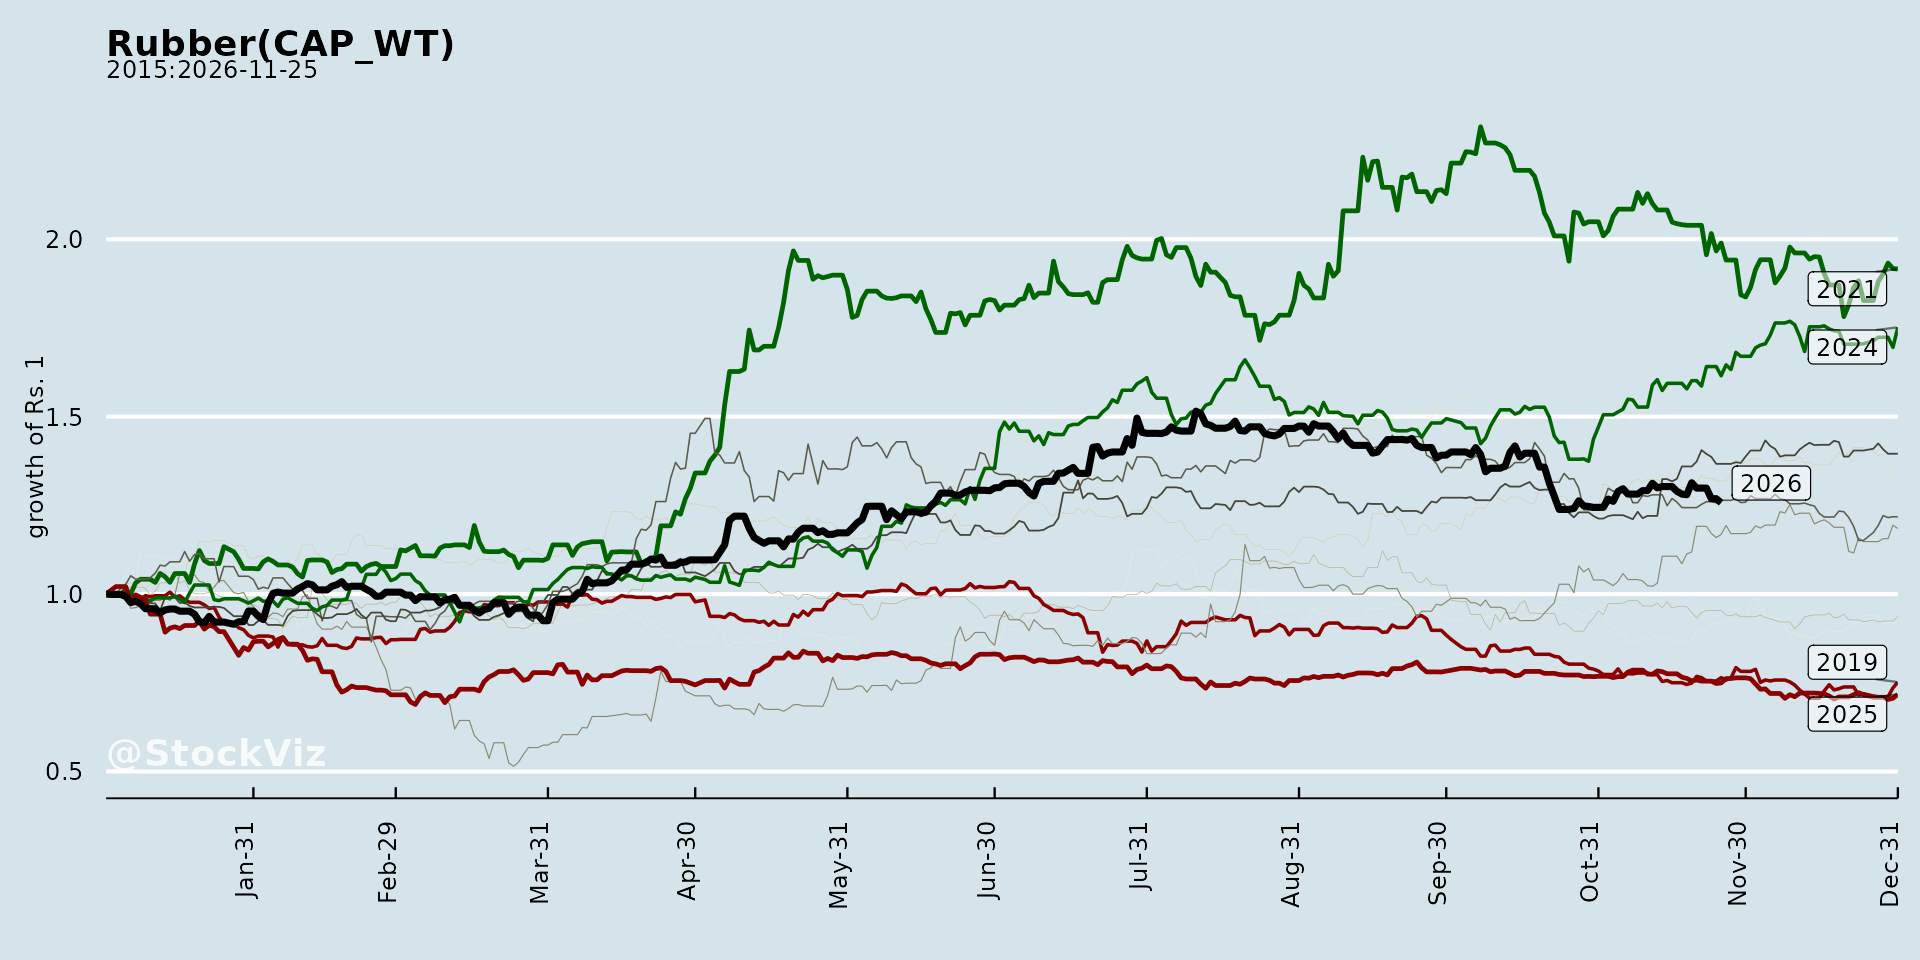 Rubber(CAP_WT)
2015:2026-11-25
growth of Rs. 1
2.0
1.5
1.0
0.5
2021
2024
2026
2019
2025
@StockViz
Jan-31
Feb-29
Mar-31
Apr-30
May-31
Jun-30
Jul-31
Aug-31
Sep-30
Oct-31
Nov-30
Dec-31